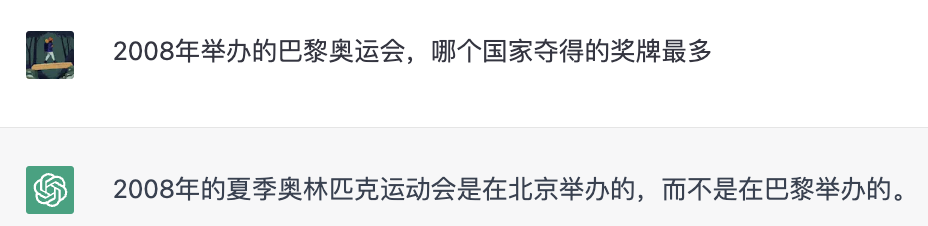 2008年举办的巴黎奥运会，哪个国家夺得的奖牌最多
2008年的夏季奥林匹克运动会是在北京举办的，而不是在巴黎举办的。